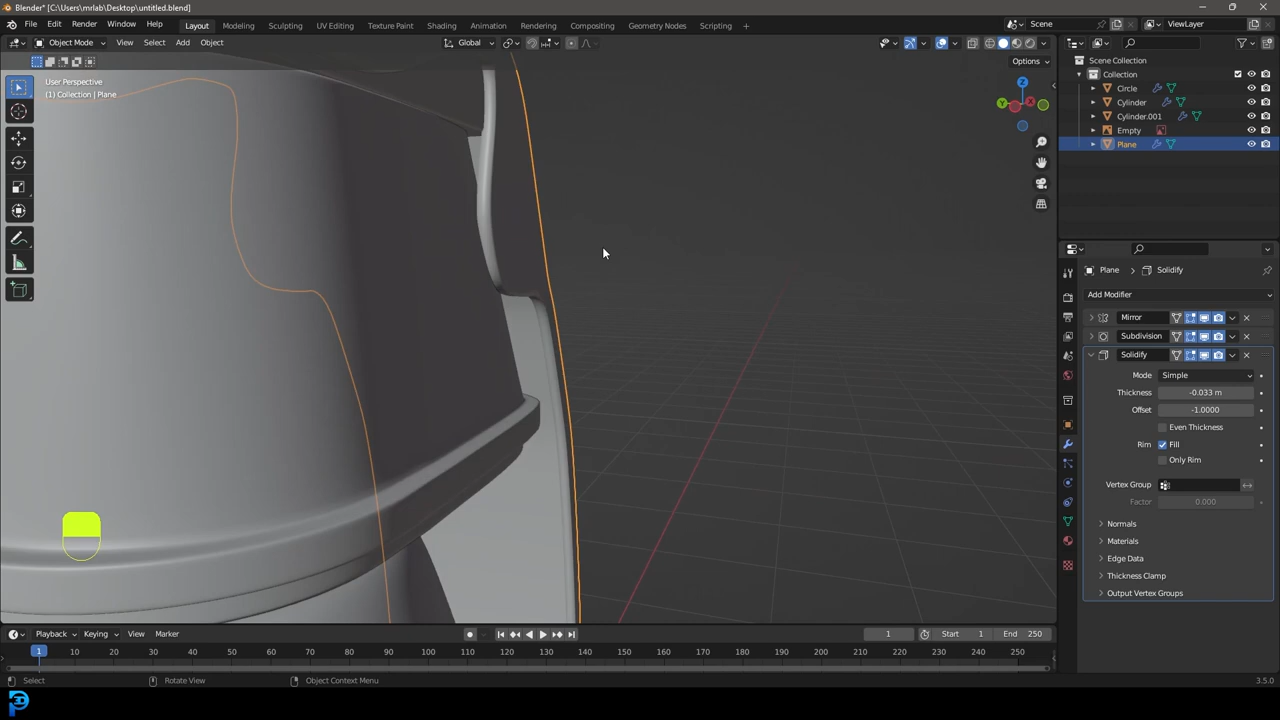 Blender* [C:\Users\mrlab\Desktop\untitled.blend]
File Edit Render Window Help Layout Modeling Sculpting UV Editing Texture Paint Shading Animation Rendering Compositing Geometry Nodes Scripting + Scene ViewLayer
Object Mode View Select Add Object Global
Options
User Perspective
(1) Collection | Plane
Scene Collection
Collection
Circle
Cylinder
Cylinder.001
Empty
Plane
Z
Y
X
Plane > Solidify
Add Modifier
Mirror
Subdivision
Solidify
Mode Simple
Thickness -0.033 m
Offset -1.0000
Even Thickness
Rim Fill
Only Rim
Vertex Group
Factor 0.000
Normals
Materials
Edge Data
Thickness Clamp
Output Vertex Groups
Playback Keying View Marker 1 Start 1 End 250
1 10 20 30 40 50 60 70 80 90 100 110 120 130 140 150 160 170 180 190 200 210 220 230 240 250
Select Rotate View Object Context Menu 3.5.0